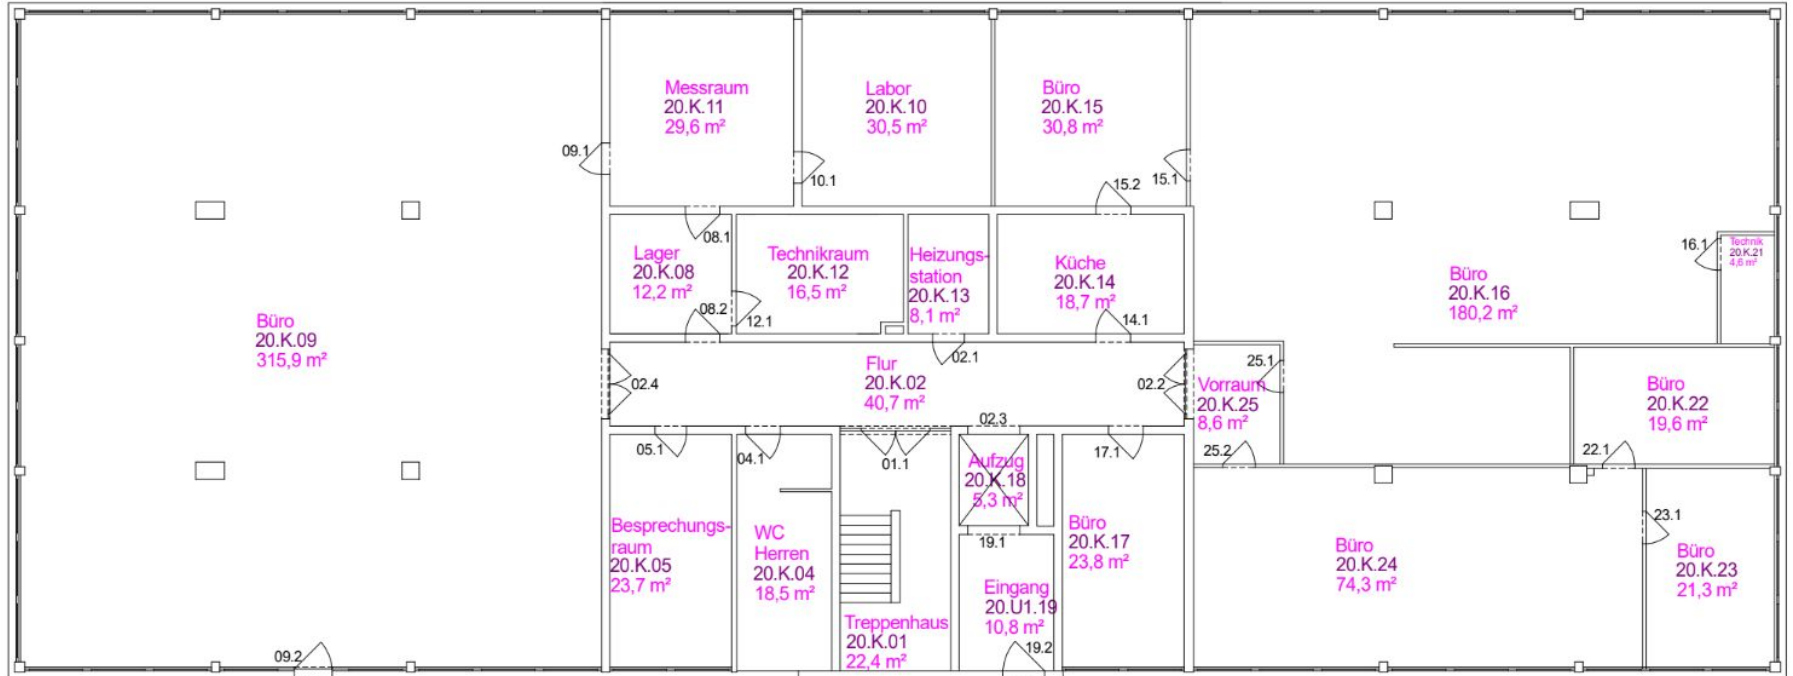 Messraum
20.K.11
29,6 m²
Labor
20.K.10
30,5 m²
Büro
20.K.15
30,8 m²
09.1
10.1
15.2
15.1
08.1
Lager
20.K.08
12,2 m²
08.2
Technikraum
20.K.12
16,5 m²
12.1
Heizungs-
station
20.K.13
8,1 m²
Küche
20.K.14
18,7 m²
14.1
16.1
Technik
20.K.21
4,6 m²
Büro
20.K.16
180,2 m²
Büro
20.K.09
315,9 m²
02.4
Flur
20.K.02
40,7 m²
02.1
02.2
02.3
Vorraum
20.K.25
8,6 m²
25.1
25.2
Büro
20.K.22
19,6 m²
22.1
05.1
04.1
01.1
17.1
Aufzug
20.K.18
5,3 m²
19.1
Besprechungs-
raum
20.K.05
23,7 m²
WC
Herren
20.K.04
18,5 m²
Treppenhaus
20.K.01
22,4 m²
Eingang
20.U1.19
10,8 m²
19.2
Büro
20.K.17
23,8 m²
Büro
20.K.24
74,3 m²
23.1
Büro
20.K.23
21,3 m²
09.2